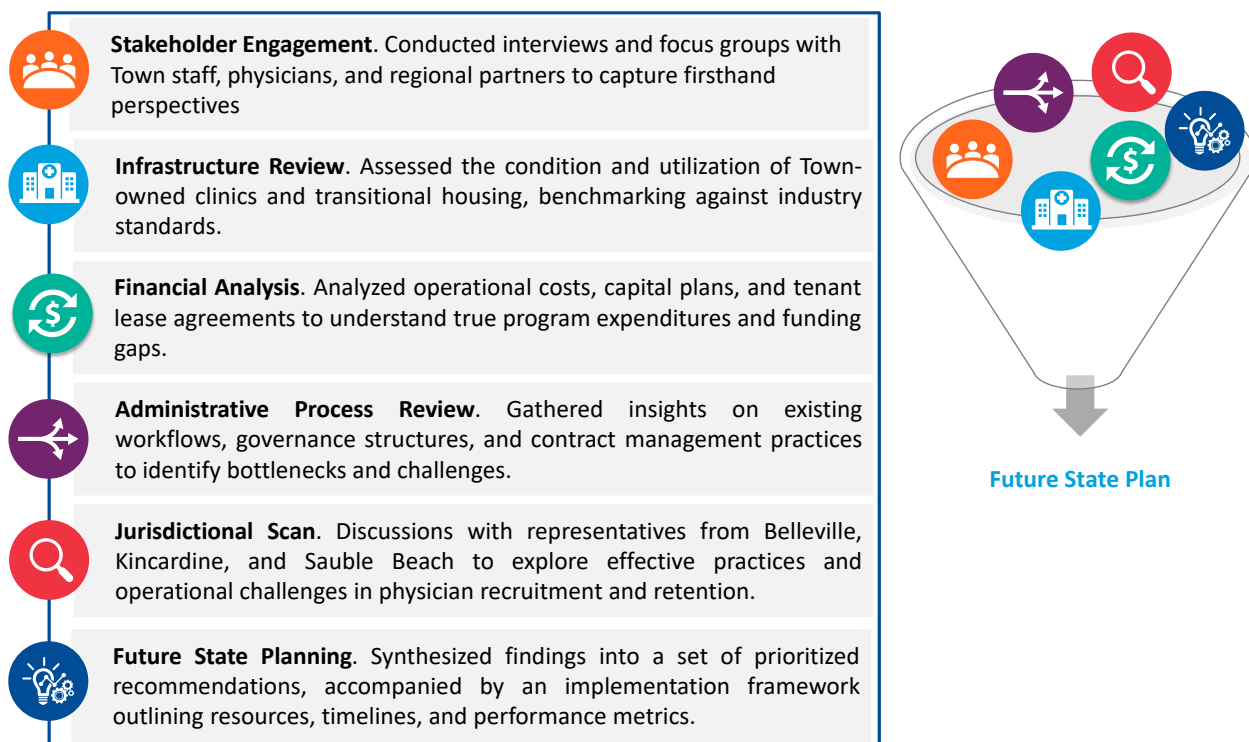 Stakeholder Engagement. Conducted interviews and focus groups with
Town staff, physicians, and regional partners to capture firsthand
perspectives
Infrastructure Review. Assessed the condition and utilization of Town-
owned clinics and transitional housing, benchmarking against industry
standards.
Financial Analysis. Analyzed operational costs, capital plans, and tenant
lease agreements to understand true program expenditures and funding
gaps.
Administrative Process Review. Gathered insights on existing
workflows, governance structures, and contract management practices
to identify bottlenecks and challenges.
Jurisdictional Scan. Discussions with representatives from Belleville,
Kincardine, and Sauble Beach to explore effective practices and
operational challenges in physician recruitment and retention.
Future State Planning. Synthesized findings into a set of prioritized
recommendations, accompanied by an implementation framework
outlining resources, timelines, and performance metrics.
Future State Plan